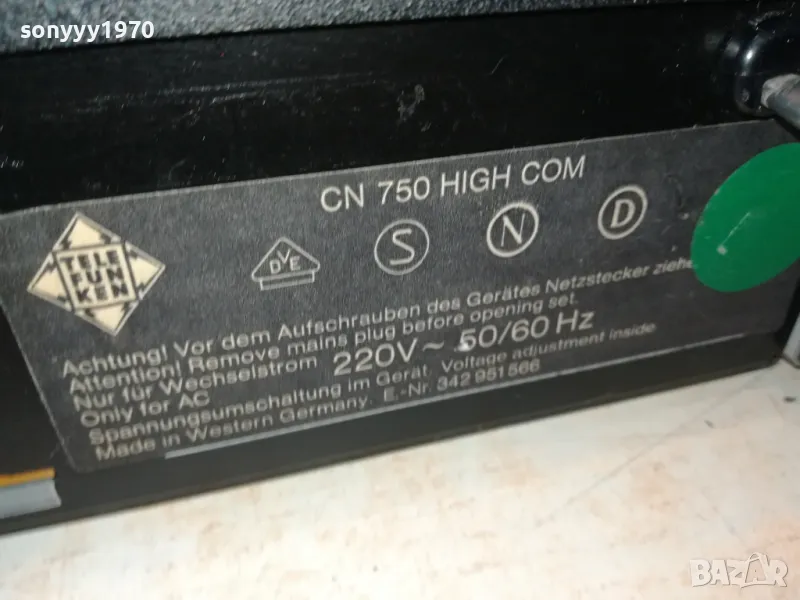 sonyyy1970
CN 750 HIGH COM
TELE
FUN
KEN
DVE
S
N
D
Achtung! Vor dem Aufschrauben des Gerätes Netzstecker ziehe
Attention! Remove mains plug before opening set.
Nur für Wechselstrom 220V~ 50/60 Hz
Only for AC
Spannungsumschaltung im Gerät. Voltage adjustment inside
Made in Western Germany. E.-Nr. 342 951 566
BAZAR